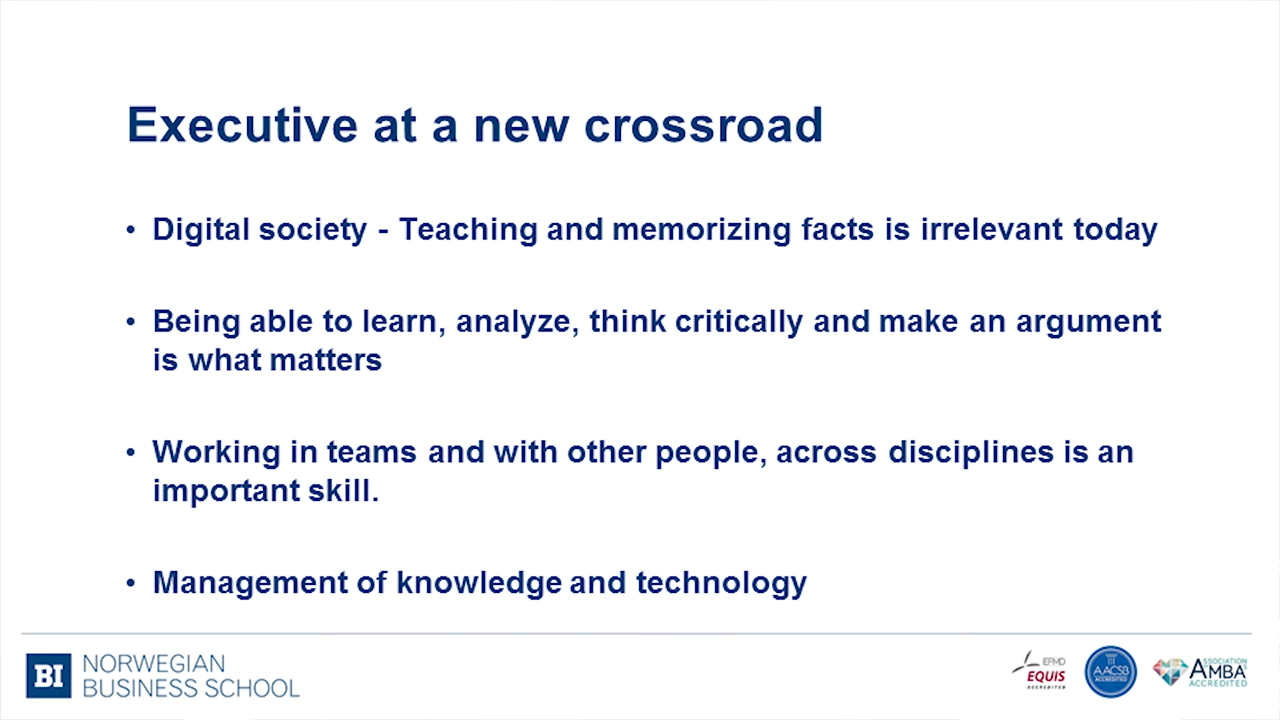 Executive at a new crossroad
• Digital society - Teaching and memorizing facts is irrelevant today
• Being able to learn, analyze, think critically and make an argument
is what matters
• Working in teams and with other people, across disciplines is an
important skill.
• Management of knowledge and technology
BI
NORWEGIAN
BUSINESS SCHOOL
EFMD
EQUIS
ACCREDITED
AACSB
ACCREDITED
ASSOCIATION
AMBA
ACCREDITED